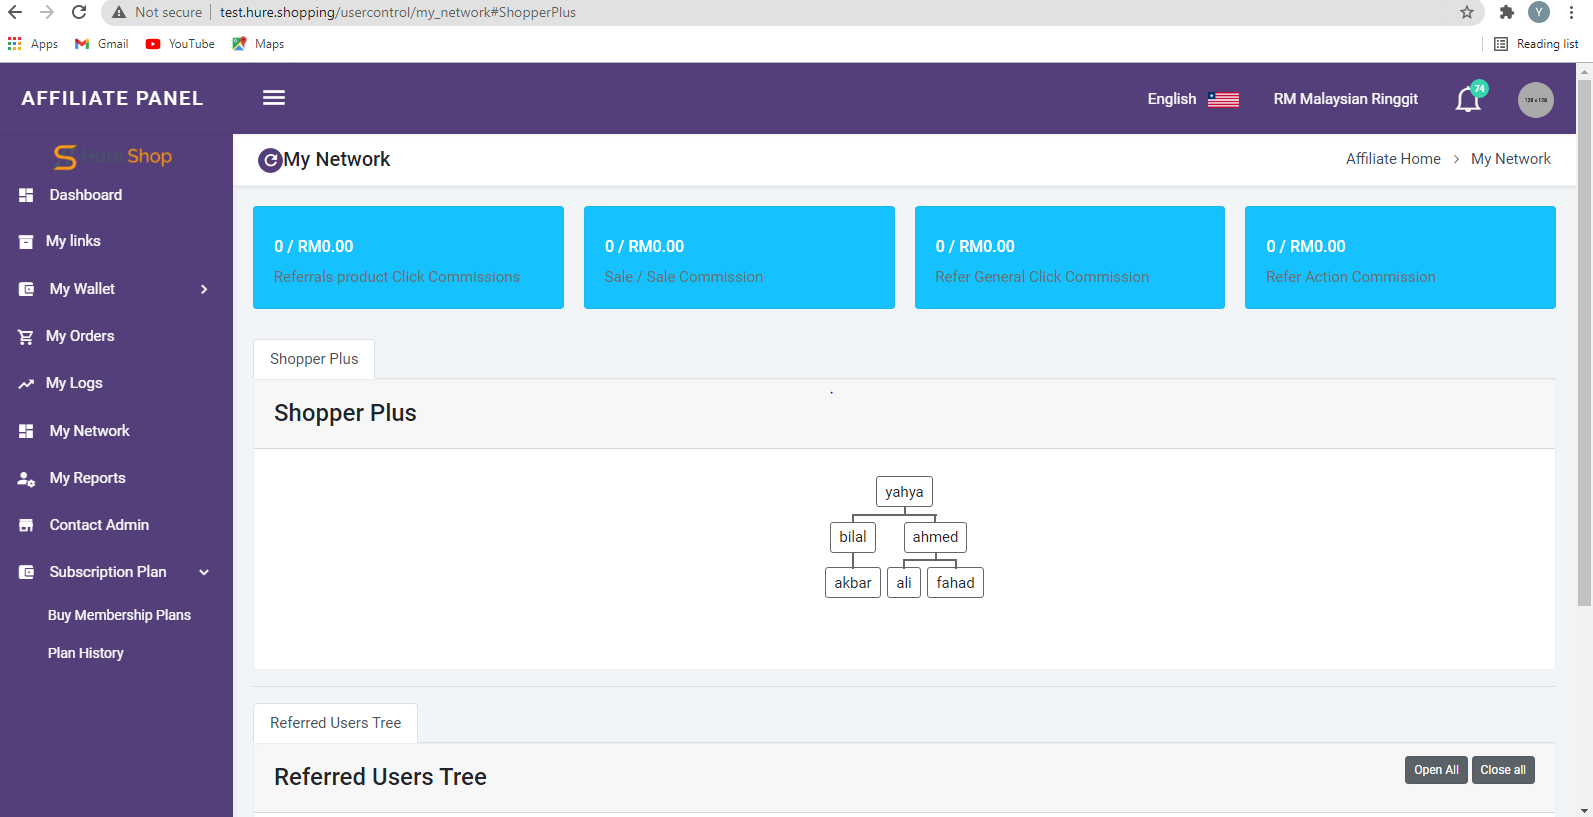 Not secure | test.hure.shopping/usercontrol/my_network#ShopperPlus
Y
Apps Gmail YouTube Maps
Reading list
AFFILIATE PANEL
English RM Malaysian Ringgit 74 128 x 128
Hure Shop
My Network
Affiliate Home > My Network
Dashboard
My links
My Wallet
My Orders
My Logs
My Network
My Reports
Contact Admin
Subscription Plan
Buy Membership Plans
Plan History
0 / RM0.00
Referrals product Click Commissions
0 / RM0.00
Sale / Sale Commission
0 / RM0.00
Refer General Click Commission
0 / RM0.00
Refer Action Commission
Shopper Plus
Shopper Plus
yahya
bilal ahmed
akbar ali fahad
Referred Users Tree
Referred Users Tree
Open All Close all